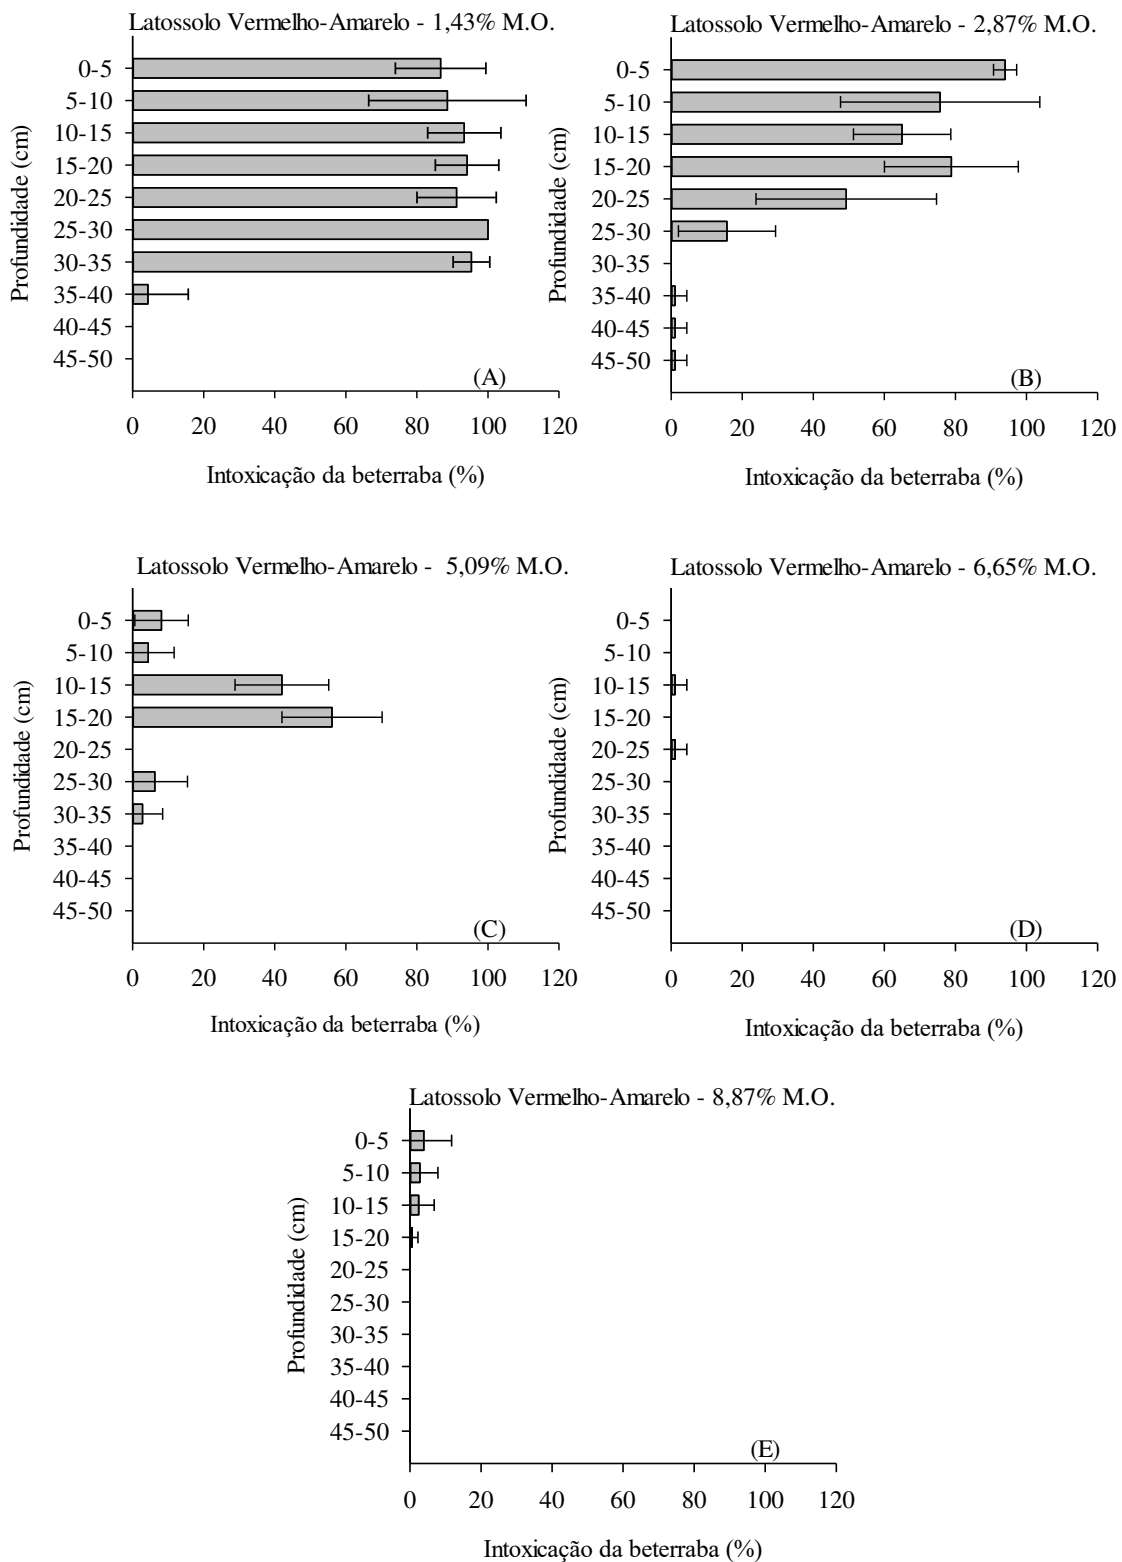 Latossolo Vermelho-Amarelo - 1,43% M.O.
Profundidade (cm)
0-5
5-10
10-15
15-20
20-25
25-30
30-35
35-40
40-45
45-50
(A)
0 20 40 60 80 100 120
Intoxicação da beterraba (%)
Latossolo Vermelho-Amarelo - 2,87% M.O.
Profundidade (cm)
0-5
5-10
10-15
15-20
20-25
25-30
30-35
35-40
40-45
45-50
(B)
0 20 40 60 80 100 120
Intoxicação da beterraba (%)
Latossolo Vermelho-Amarelo - 5,09% M.O.
Profundidade (cm)
0-5
5-10
10-15
15-20
20-25
25-30
30-35
35-40
40-45
45-50
(C)
0 20 40 60 80 100 120
Intoxicação da beterraba (%)
Latossolo Vermelho-Amarelo - 6,65% M.O.
Profundidade (cm)
0-5
5-10
10-15
15-20
20-25
25-30
30-35
35-40
40-45
45-50
(D)
0 20 40 60 80 100 120
Intoxicação da beterraba (%)
Latossolo Vermelho-Amarelo - 8,87% M.O.
Profundidade (cm)
0-5
5-10
10-15
15-20
20-25
25-30
30-35
35-40
40-45
45-50
(E)
0 20 40 60 80 100 120
Intoxicação da beterraba (%)